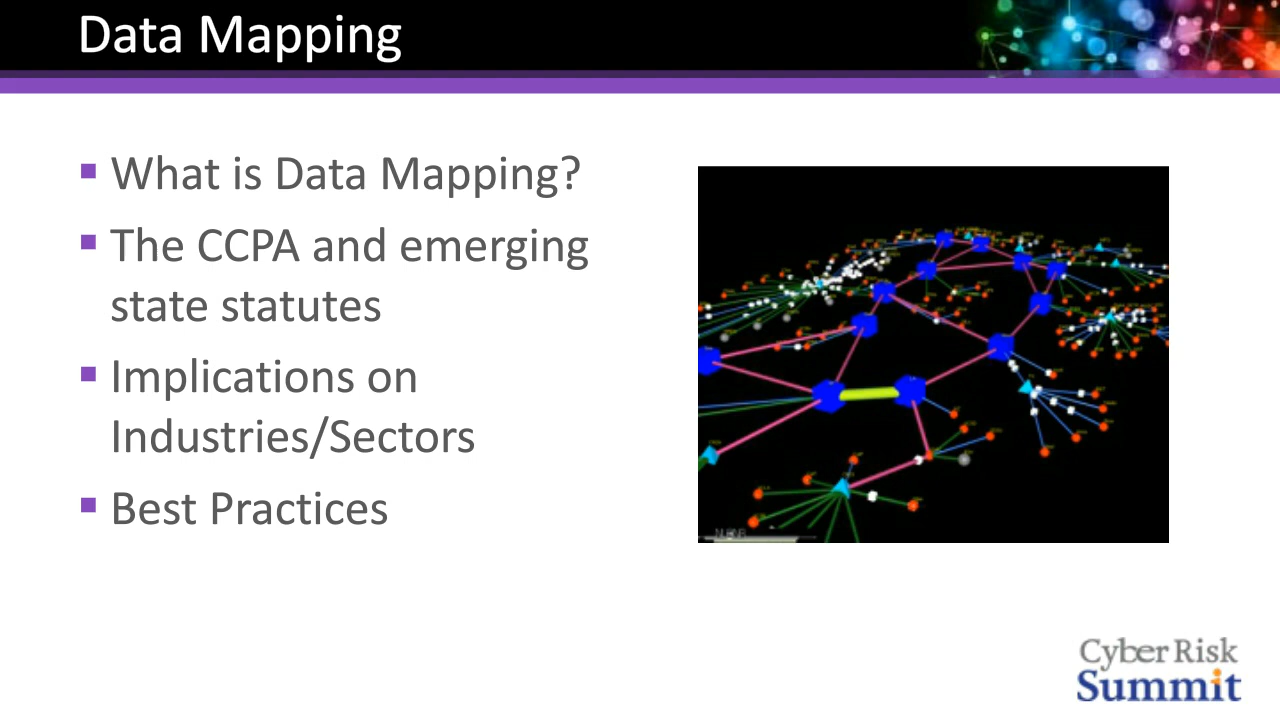 Data Mapping
What is Data Mapping?
The CCPA and emerging
state statutes
Implications on
Industries/Sectors
Best Practices
Cyber Risk
Summit